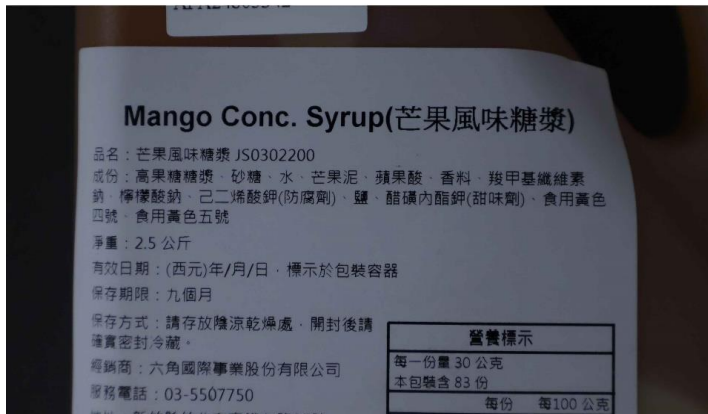 Mango Conc. Syrup(芒果風味糖漿)
品名：芒果風味糖漿 JS0302200
成份：高果糖糖漿、砂糖、水、芒果泥、蘋果酸、香料、羧甲基纖維素
鈉、檸檬酸鈉、己二烯酸鉀(防腐劑)、鹽、醋磺內酯鉀(甜味劑)、食用黃色
四號、食用黃色五號
淨重：2.5 公斤
有效日期：(西元)年/月/日，標示於包裝容器
保存期限：九個月
保存方式：請存放陰涼乾燥處，開封後請
確實密封冷藏。
經銷商：六角國際事業股份有限公司
服務電話：03-5507750
營養標示
每一份量 30 公克
本包裝含 83 份
每份 每100 公克